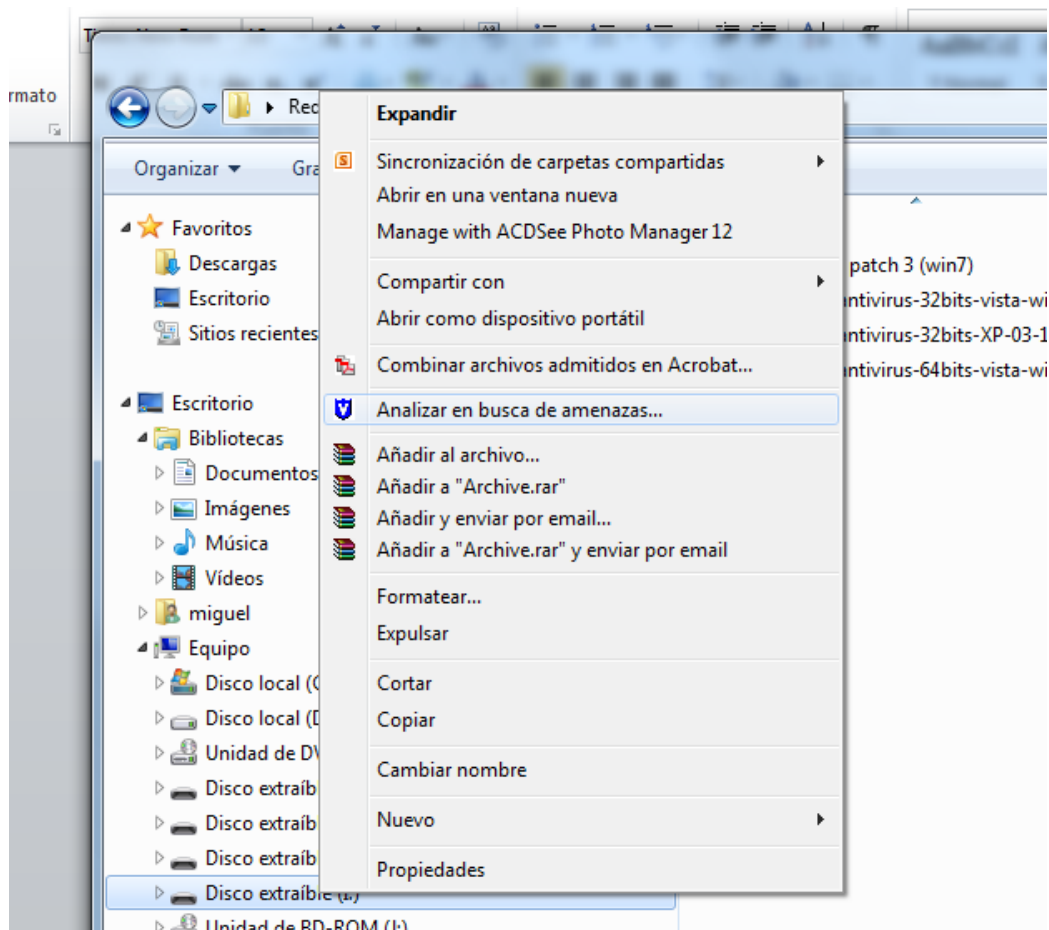 rmato
Rec
Organizar
Gra
Favoritos
Descargas
Escritorio
Sitios recientes
Escritorio
Bibliotecas
Documentos
Imágenes
Música
Vídeos
miguel
Equipo
Disco local (
Disco local (D
Unidad de DV
Disco extraíb
Disco extraíb
Disco extraíb
Disco extraíble (I:)
Unidad de BD-ROM (J:)
Expandir
Sincronización de carpetas compartidas
Abrir en una ventana nueva
Manage with ACDSee Photo Manager 12
Compartir con
Abrir como dispositivo portátil
Combinar archivos admitidos en Acrobat...
Analizar en busca de amenazas...
Añadir al archivo...
Añadir a "Archive.rar"
Añadir y enviar por email...
Añadir a "Archive.rar" y enviar por email
Formatear...
Expulsar
Cortar
Copiar
Cambiar nombre
Nuevo
Propiedades
patch 3 (win7)
ntivirus-32bits-vista-wi
ntivirus-32bits-XP-03-1
ntivirus-64bits-vista-wi